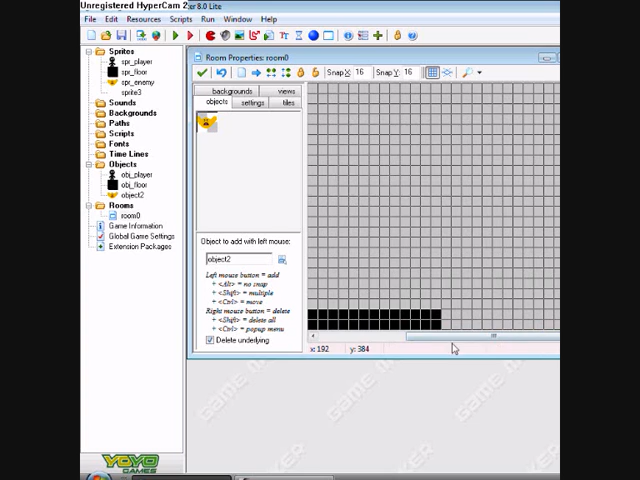 Unregistered HyperCam 2
er 8.0 Lite
File Edit Resources Scripts Run Window Help
Room Properties: room0
Snap X: 16 Snap Y: 16
backgrounds views
objects settings tiles
Sprites
spr_player
spr_floor
spr_enemy
sprite3
Sounds
Backgrounds
Paths
Scripts
Fonts
Time Lines
Objects
obj_player
obj_floor
object2
Rooms
room0
Game Information
Global Game Settings
Extension Packages
Object to add with left mouse:
object2
Left mouse button = add
+ <Alt> = no snap
+ <Shift> = multiple
+ <Ctrl> = move
Right mouse button = delete
+ <Shift> = delete all
+ <Ctrl> = popup menu
Delete underlying
x: 192 y: 384
YOYO
GAMES